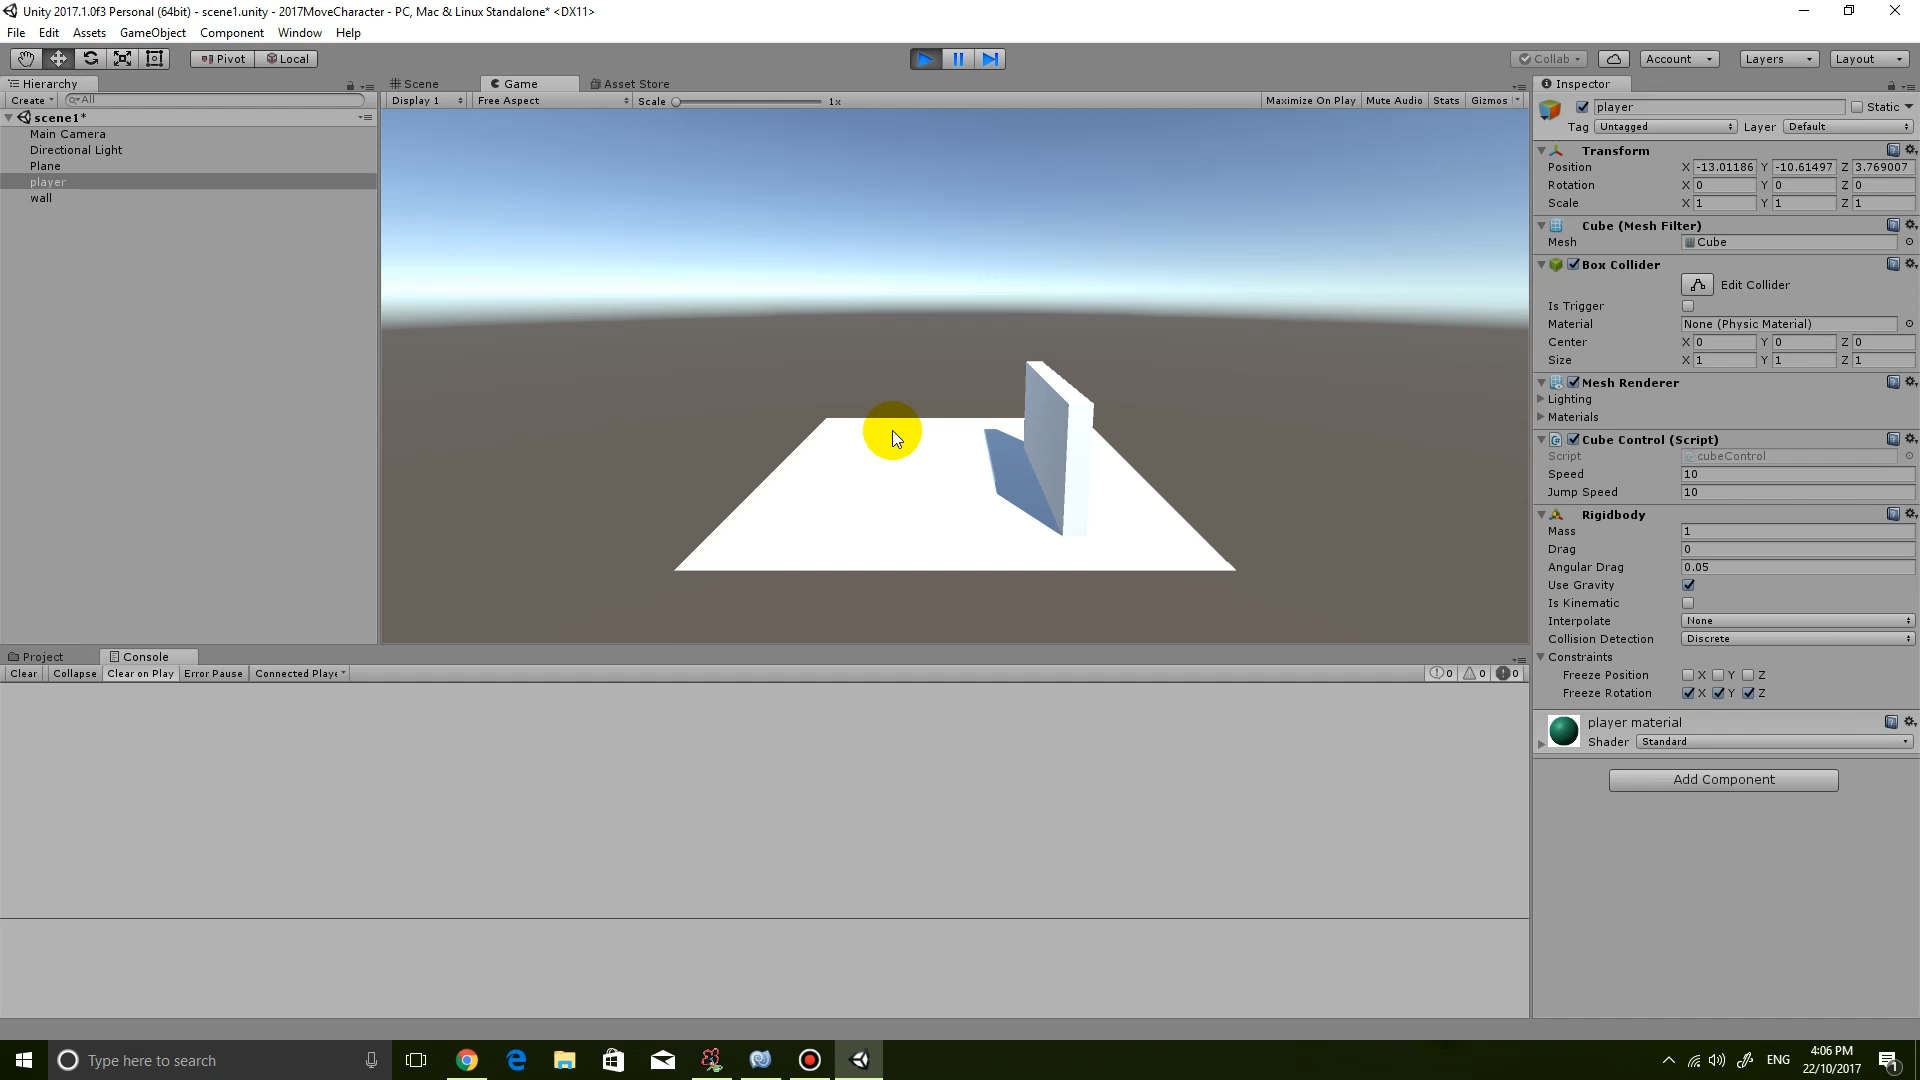 Unity 2017.1.0f3 Personal (64bit) - scene1.unity - 2017MoveCharacter - PC, Mac & Linux Standalone* <DX11>
File Edit Assets GameObject Component Window Help
Pivot Local Collab Account Layers Layout
Hierarchy Scene Game Asset Store Inspector
Create All Display 1 Free Aspect Scale 1x Maximize On Play Mute Audio Stats Gizmos player Static
scene1*
Tag Untagged Layer Default
Main Camera
Directional Light
Plane
player
wall
Transform
Position X -13.01186 Y -10.61497 Z 3.769007
Rotation X 0 Y 0 Z 0
Scale X 1 Y 1 Z 1
Cube (Mesh Filter)
Mesh Cube
Box Collider
Edit Collider
Is Trigger
Material None (Physic Material)
Center X 0 Y 0 Z 0
Size X 1 Y 1 Z 1
Mesh Renderer
Lighting
Materials
Cube Control (Script)
Script cubeControl
Speed 10
Jump Speed 10
Rigidbody
Mass 1
Drag 0
Angular Drag 0.05
Use Gravity
Is Kinematic
Interpolate None
Collision Detection Discrete
Constraints
Freeze Position X Y Z
Freeze Rotation X Y Z
player material
Shader Standard
Add Component
Project Console
Clear Collapse Clear on Play Error Pause Connected Playe 0 0 0
Type here to search
ENG
4:06 PM
22/10/2017
1